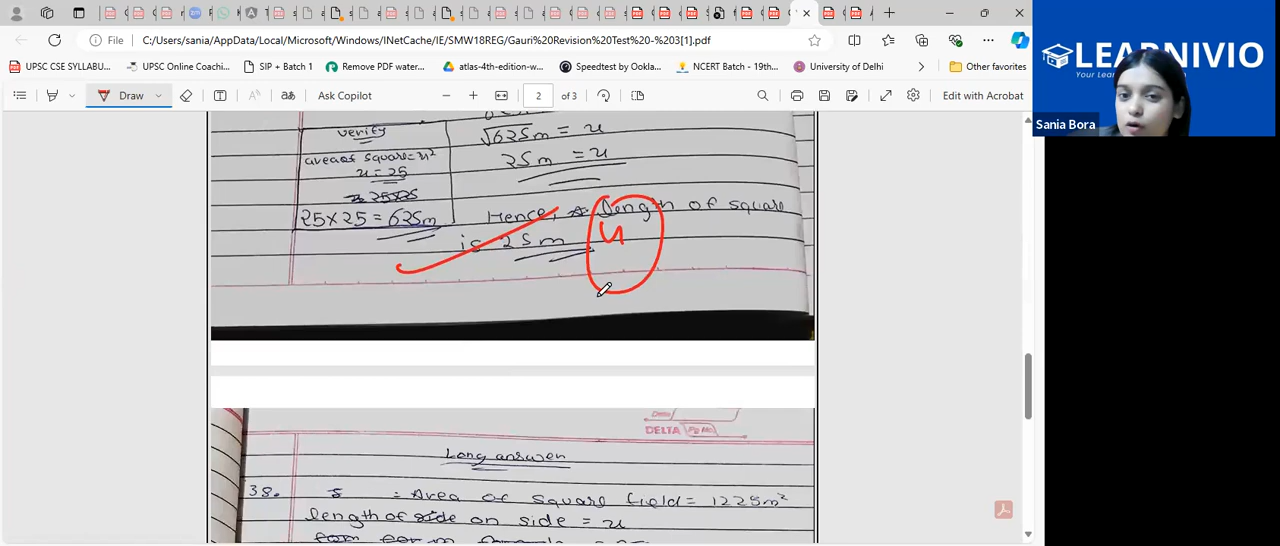 File
C:/Users/sania/AppData/Local/Microsoft/Windows/INetCache/IE/SMW18REG/Gauri%20Revision%20Test%20-%203[1].pdf
UPSC CSE SYLLABU...
UPSC Online Coachi...
SIP + Batch 1
Remove PDF water...
atlas-4th-edition-w...
Speedtest by Ookla...
NCERT Batch - 19th...
University of Delhi
Other favorites
Draw
Ask Copilot
2 of 3
Edit with Acrobat
LEARNIVIO
Sania Bora
verify
area of square = x²
x = 25
25×25 = 625m
√625m = x
25m = x
Hence, length of square
is 25m
4
DELTA Pg No.
Long answer
38.
: Area of square field = 1225m²
length of side on side = x